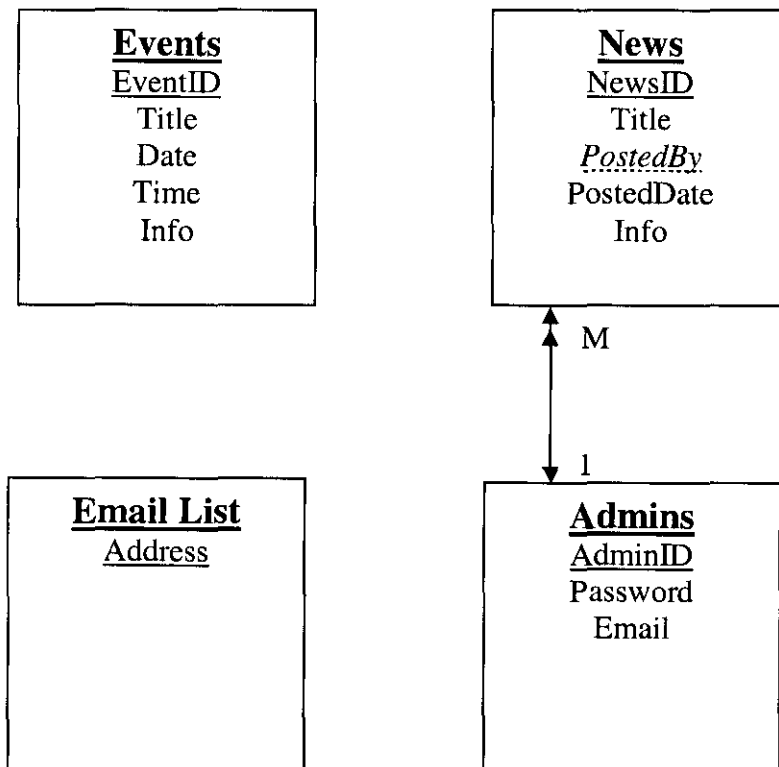 Events
EventID
Title
Date
Time
Info
News
NewsID
Title
PostedBy
PostedDate
Info
M
1
Email List
Address
Admins
AdminID
Password
Email